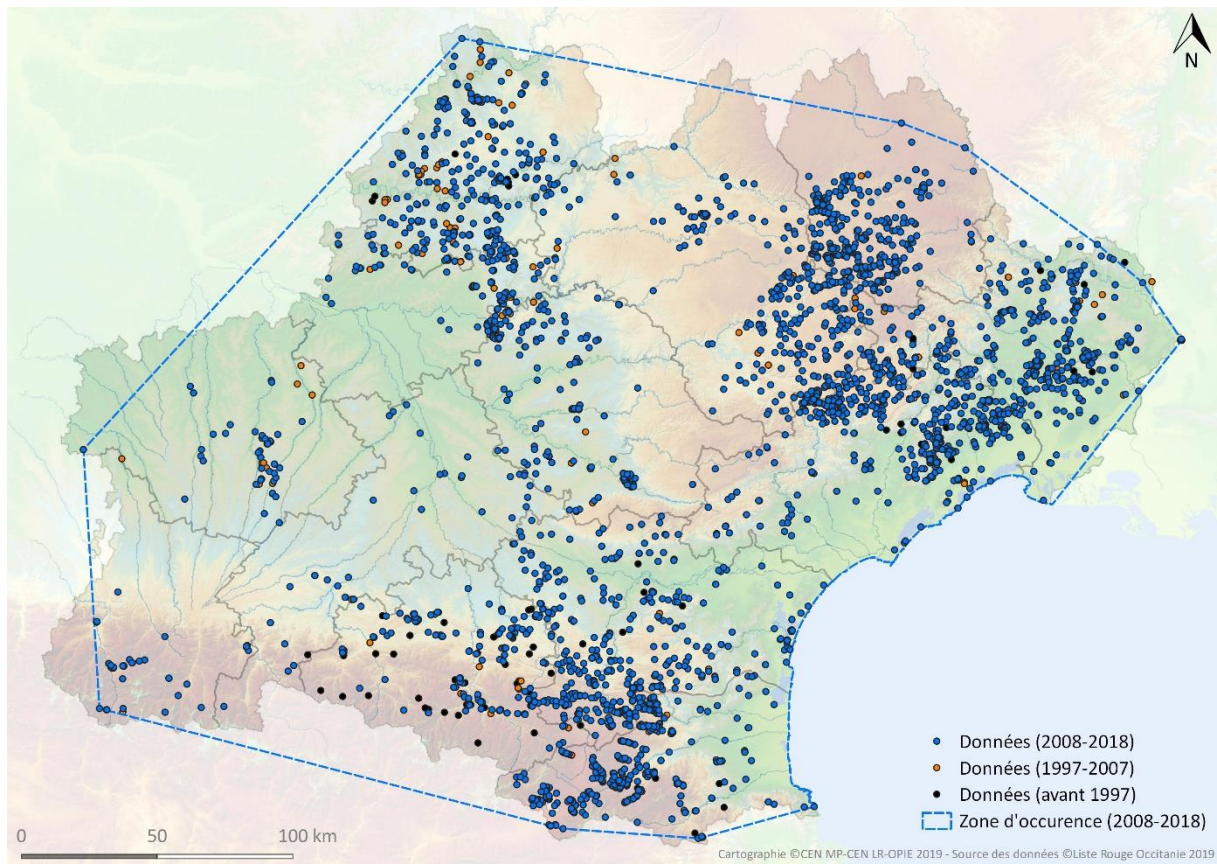 N
Données (2008-2018)
Données (1997-2007)
Données (avant 1997)
Zone d'occurence (2008-2018)
0 50 100 km
Cartographie ©CEN MP-CEN LR-OPIE 2019 - Source des données ©Liste Rouge Occitanie 2019